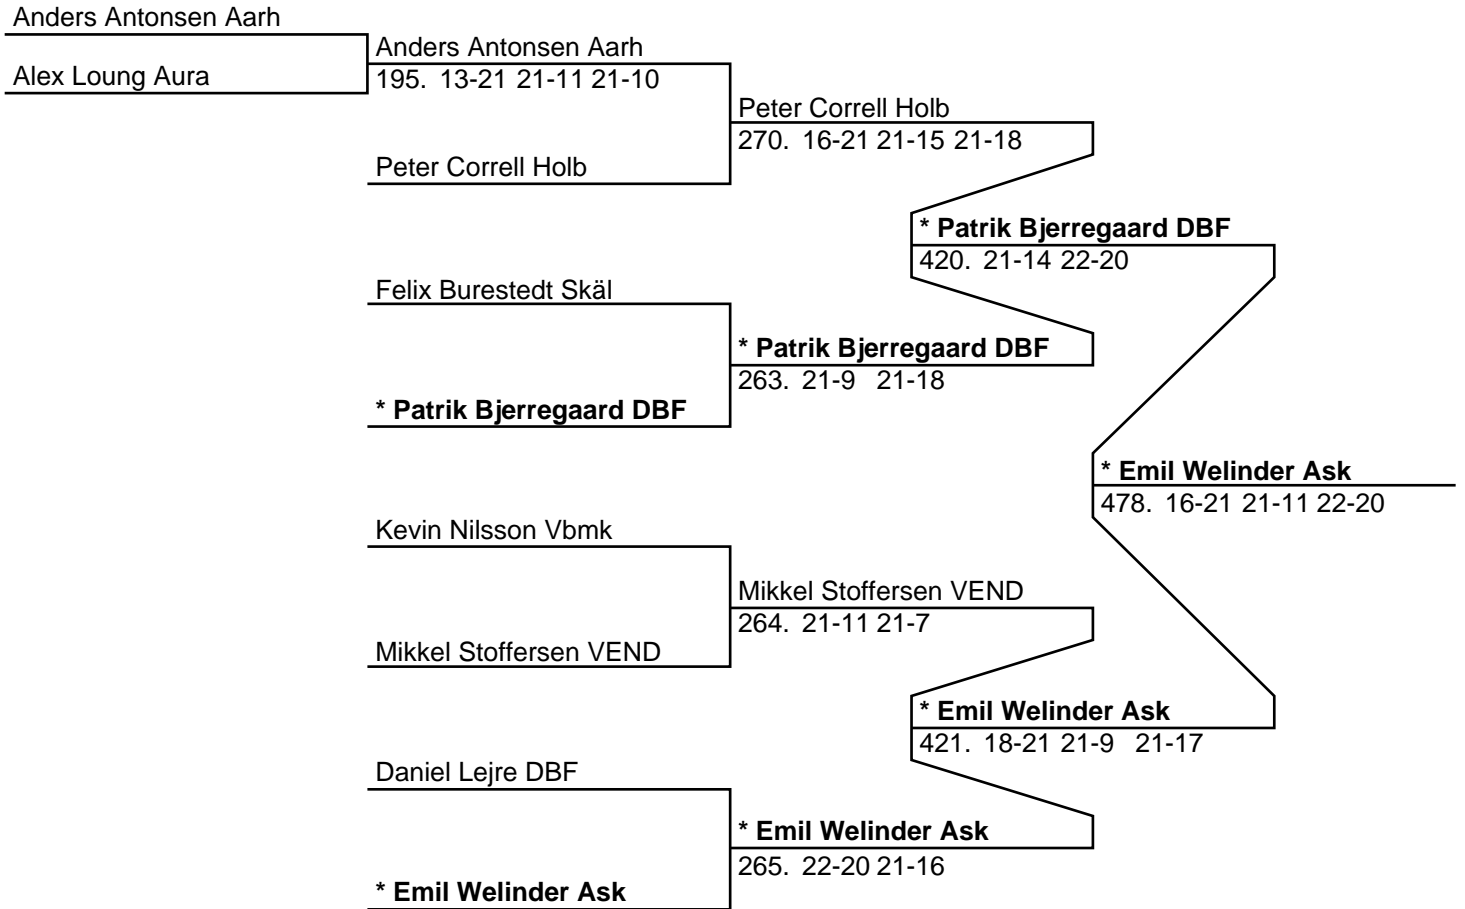 Anders Antonsen Aarh
Alex Loung Aura
Anders Antonsen Aarh
195. 13-21 21-11 21-10
Peter Correll Holb
Peter Correll Holb
270. 16-21 21-15 21-18
Felix Burestedt Skäl
* Patrik Bjerregaard DBF
* Patrik Bjerregaard DBF
263. 21-9 21-18
* Patrik Bjerregaard DBF
420. 21-14 22-20
Kevin Nilsson Vbmk
Mikkel Stoffersen VEND
Mikkel Stoffersen VEND
264. 21-11 21-7
Daniel Lejre DBF
* Emil Welinder Ask
* Emil Welinder Ask
265. 22-20 21-16
* Emil Welinder Ask
421. 18-21 21-9 21-17
* Emil Welinder Ask
478. 16-21 21-11 22-20